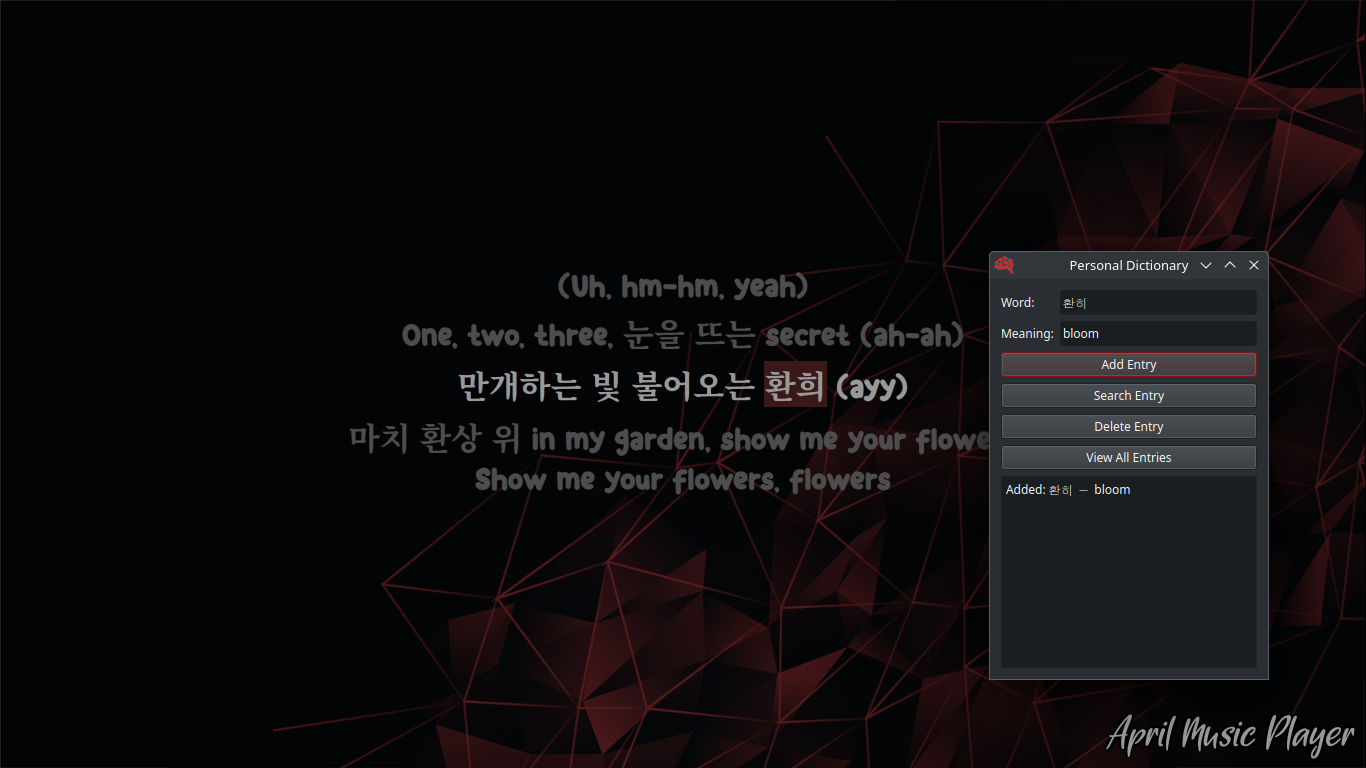 (Uh, hm-hm, yeah)
One, two, three, 눈을 뜨는 secret (ah-ah)
만개하는 빛 불어오는 환희 (ayy)
마치 환상 위 in my garden, show me your flowe
Show me your flowers, flowers
Personal Dictionary
Word: 환희
Meaning: bloom
Add Entry
Search Entry
Delete Entry
View All Entries
Added: 환희 — bloom
April Music Player